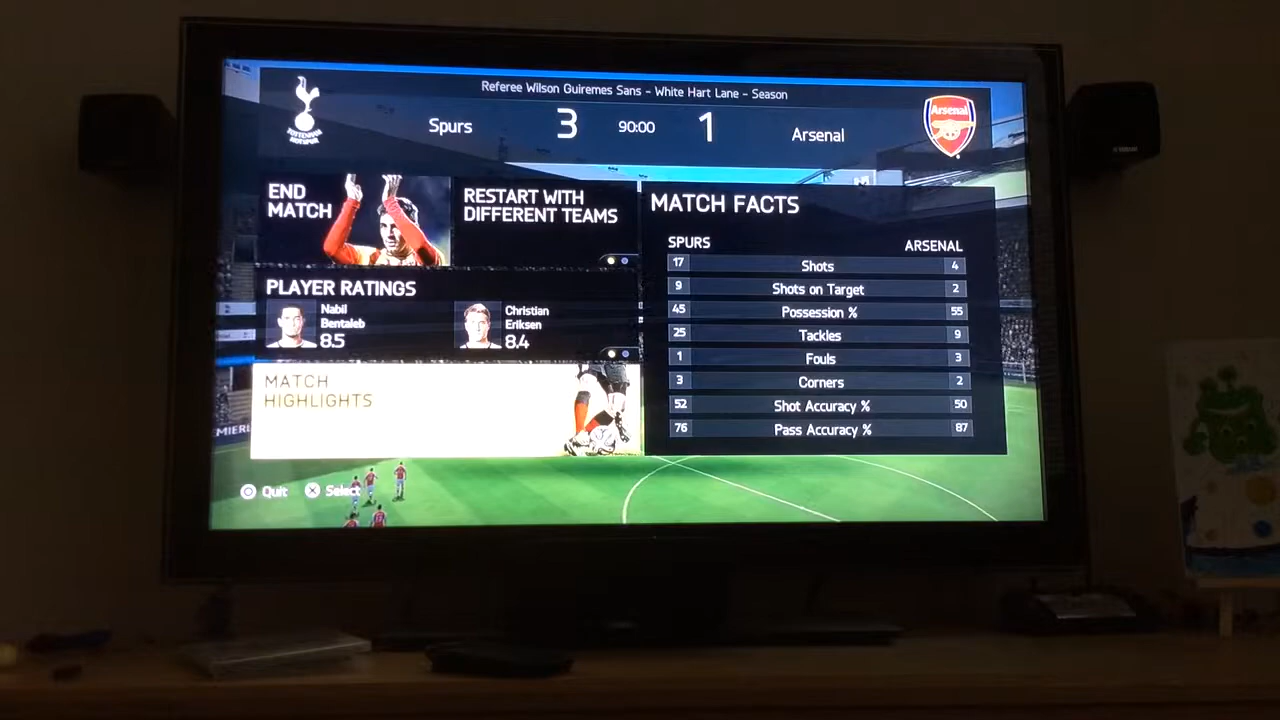 Referee Wilson Guiremes Sans - White Hart Lane - Season
TOTTENHAM
HOTSPUR
Spurs
3
90:00
1
Arsenal
Arsenal
END
MATCH
RESTART WITH
DIFFERENT TEAMS
PLAYER RATINGS
Nabil
Bentaleb
8.5
Christian
Eriksen
8.4
MATCH
HIGHLIGHTS
MATCH FACTS
SPURS ARSENAL
17 Shots 4
9 Shots on Target 2
45 Possession % 55
25 Tackles 9
1 Fouls 3
3 Corners 2
52 Shot Accuracy % 50
76 Pass Accuracy % 87
Quit
Select